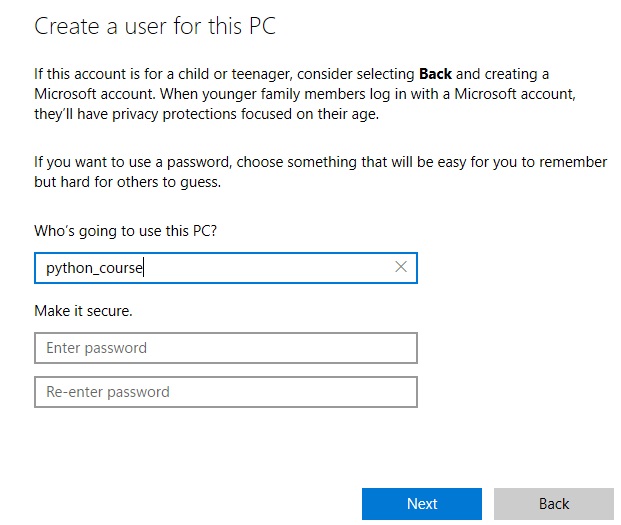 Create a user for this PC
If this account is for a child or teenager, consider selecting Back and creating a
Microsoft account. When younger family members log in with a Microsoft account,
they'll have privacy protections focused on their age.
If you want to use a password, choose something that will be easy for you to remember
but hard for others to guess.
Who's going to use this PC?
python_course
Make it secure.
Enter password
Re-enter password
Next Back